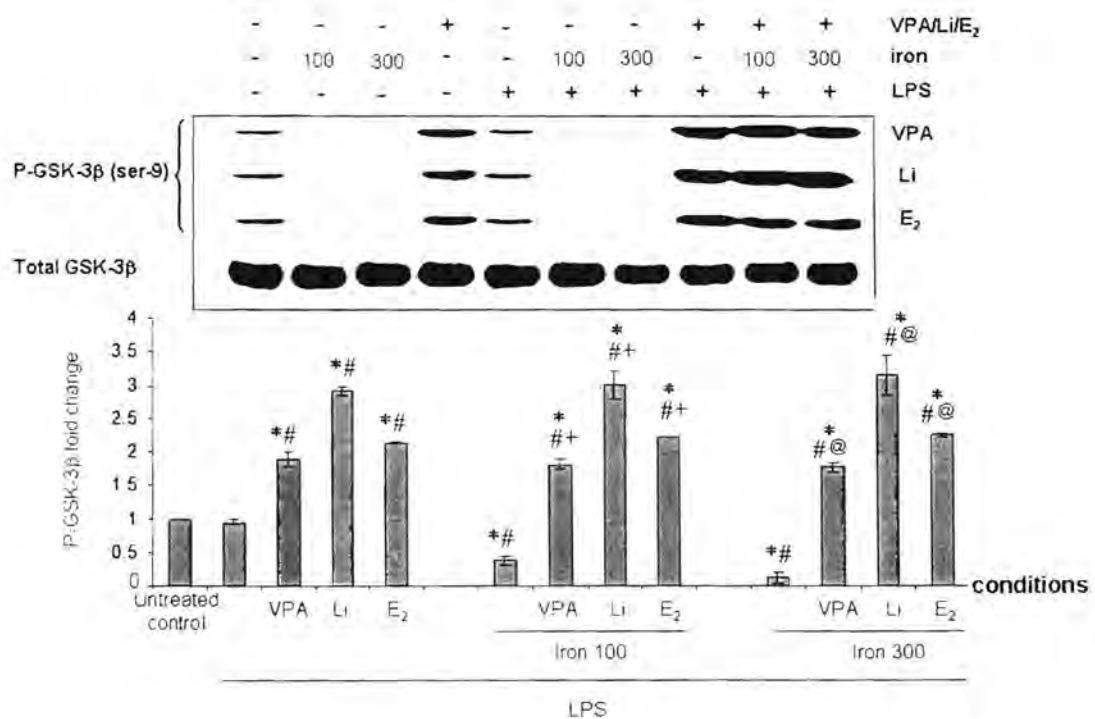 - - - - + - - - + + + VPA/Li/E₂
- 100 300 - - 100 300 - 100 300 iron
- - - - + + + + + + LPS
P-GSK-3β (ser-9)
VPA
Li
E₂
Total GSK-3β
P-GSK-3β fold change
4
3.5
3
2.5
2
1 5
1
0.5
0
*# *# *#
*# * #+ * #+ * #+
*# * #@ * #@ * #@
conditions
Untreated control
VPA Li E₂ VPA Li E₂ VPA Li E₂
Iron 100 Iron 300
LPS